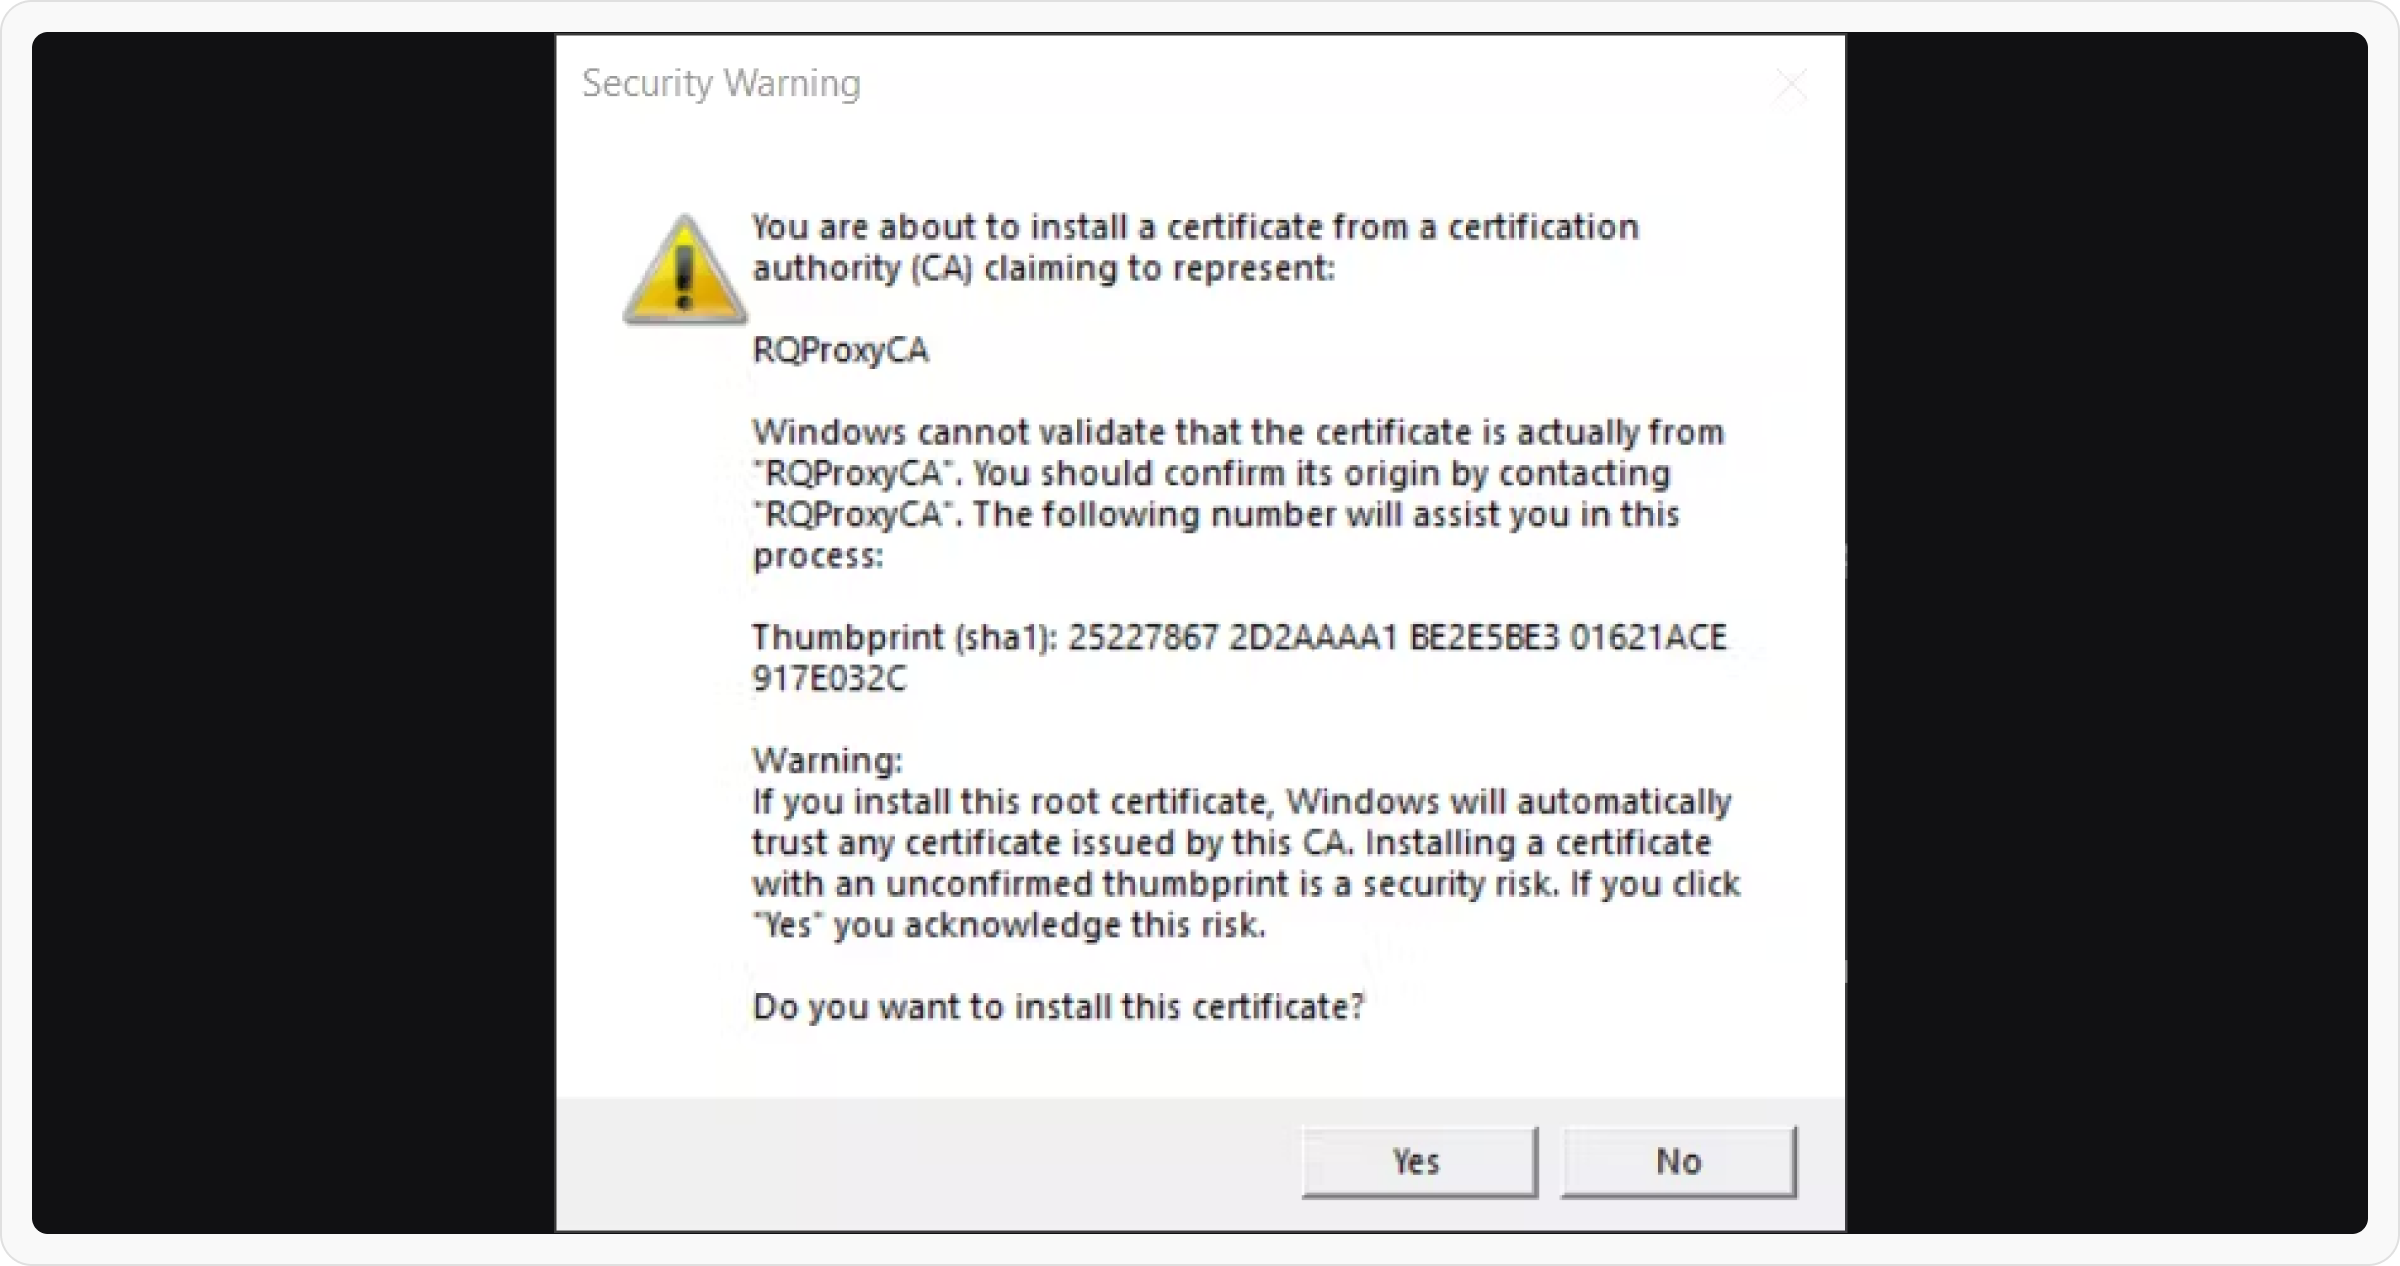 Security Warning
You are about to install a certificate from a certification
authority (CA) claiming to represent:
RQProxyCA
Windows cannot validate that the certificate is actually from
"RQProxyCA". You should confirm its origin by contacting
"RQProxyCA". The following number will assist you in this
process:
Thumbprint (sha1): 25227867 2D2AAAA1 BE2E5BE3 01621ACE
917E032C
Warning:
If you install this root certificate, Windows will automatically
trust any certificate issued by this CA. Installing a certificate
with an unconfirmed thumbprint is a security risk. If you click
"Yes" you acknowledge this risk.
Do you want to install this certificate?
Yes No